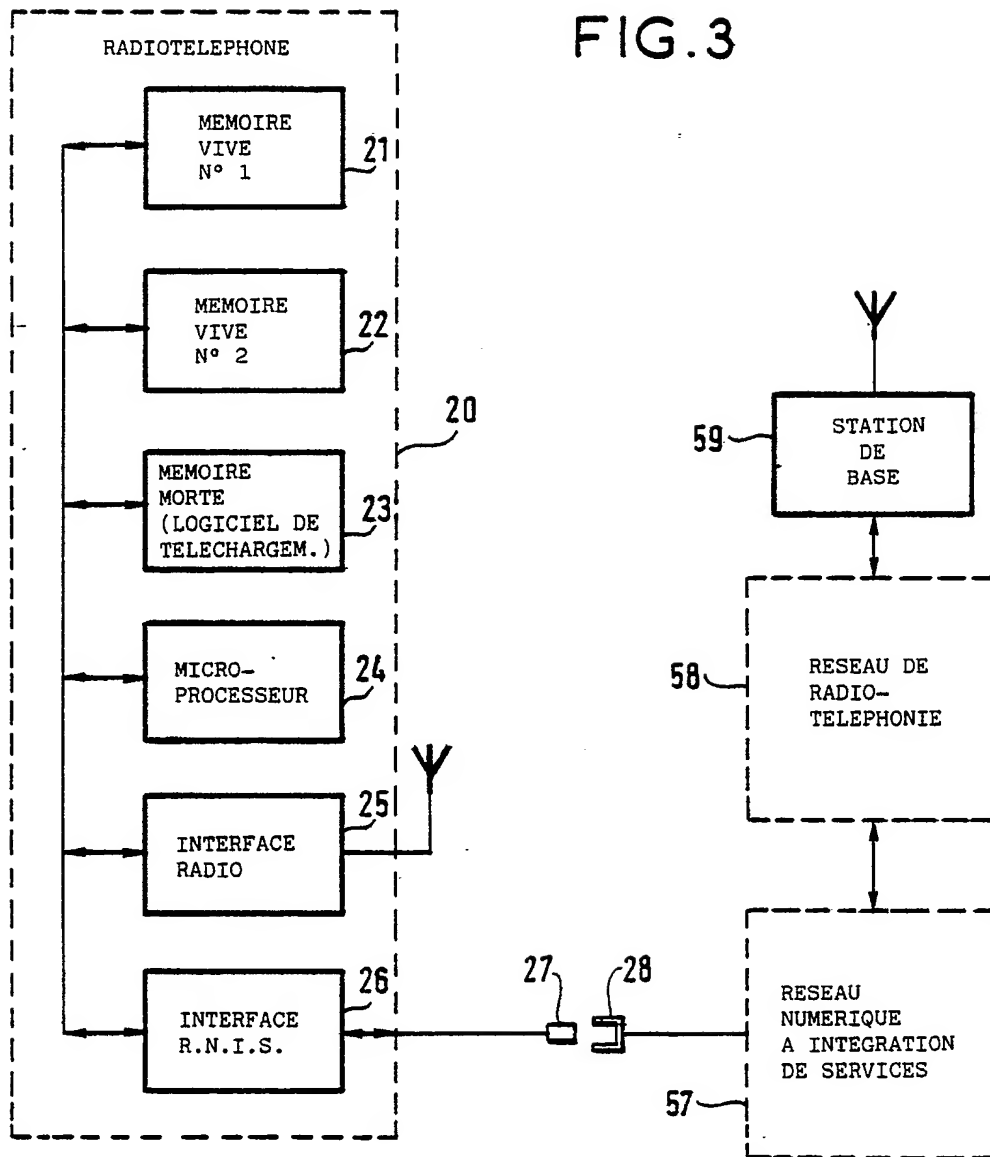 FIG.3
RADIOTELEPHONE
MEMOIRE
VIVE
N° 1
21
MEMOIRE
VIVE
N° 2
22
20
MEMOIRE
MORTE
(LOGICIEL DE
TELECHARGEM.)
23
MICRO-
PROCESSEUR
24
INTERFACE
RADIO
25
INTERFACE
R.N.I.S.
26
27
28
59
STATION
DE
BASE
58
RESEAU DE
RADIO-
TELEPHONIE
RESEAU
NUMERIQUE
A INTEGRATION
DE SERVICES
57